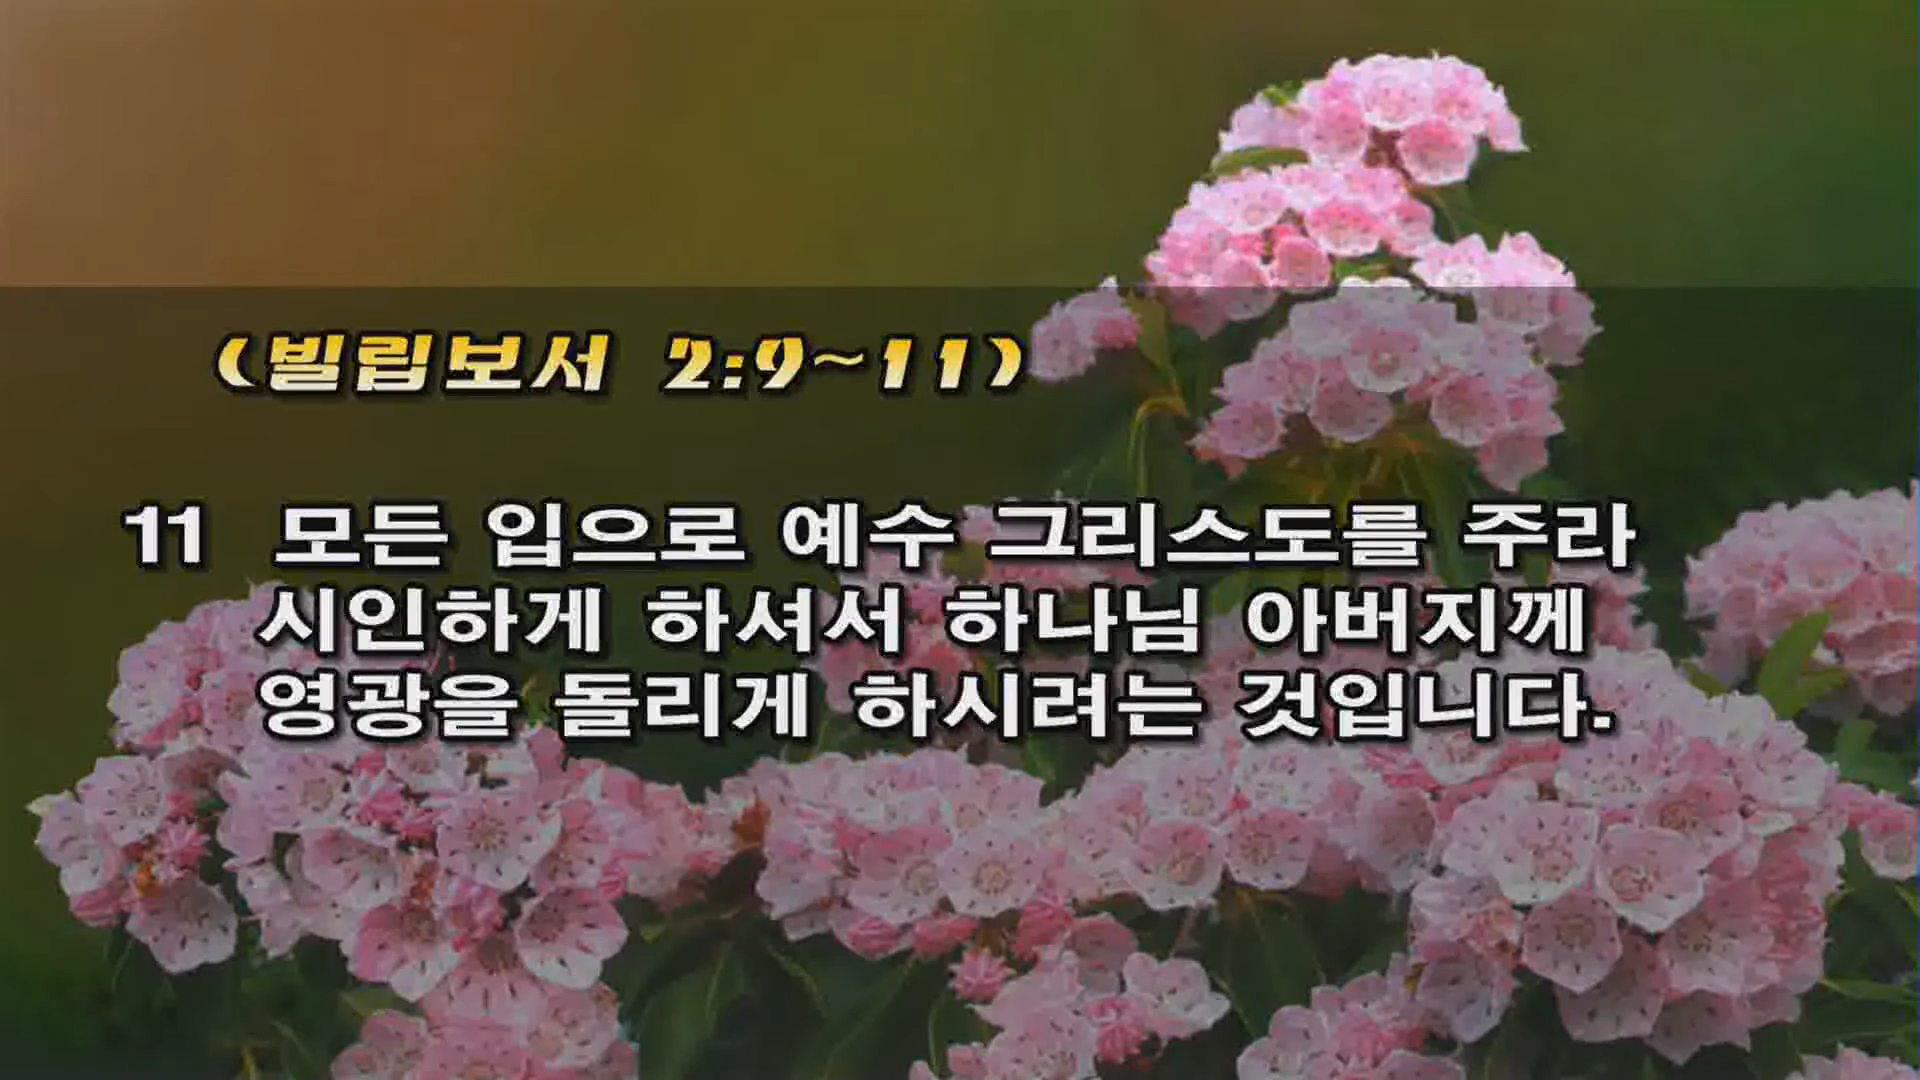 (빌립보서 2:9~11)
11 모든 입으로 예수 그리스도를 주라
시인하게 하셔서 하나님 아버지께
영광을 돌리게 하시려는 것입니다.